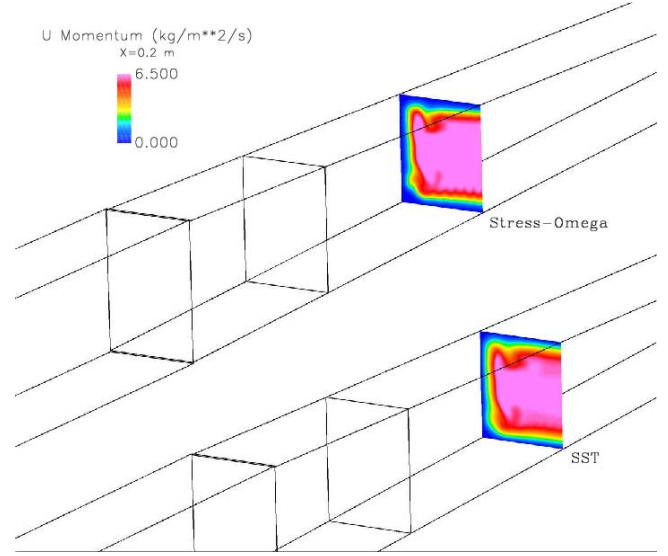 U Momentum (kg/m**2/s)
X=0.2 m
6.500
0.000
Stress-Omega
SST